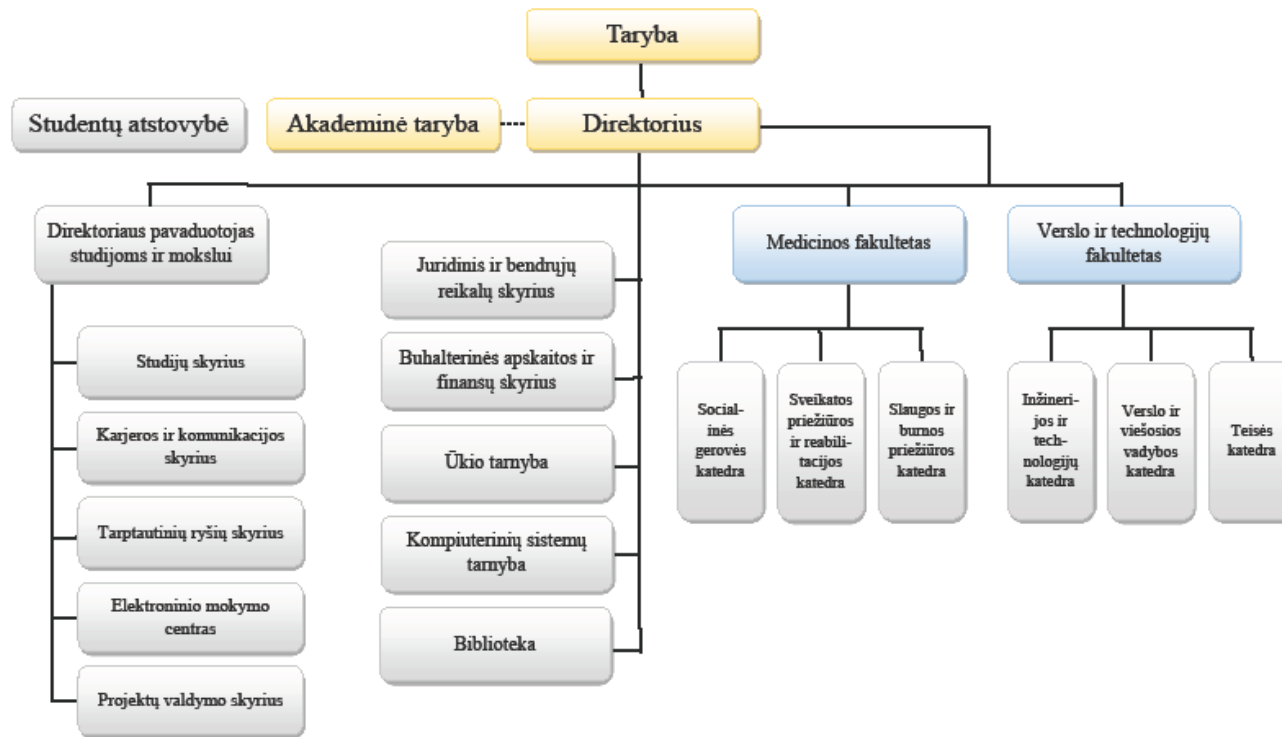 Taryba
Studentų atstovybė
Akademinė taryba
Direktorius
Direktoriaus pavaduotojas
studijoms ir mokslui
Studijų skyrius
Karjeros ir komunikacijos
skyrius
Tarptautinių ryšių skyrius
Elektroninio mokymo
centras
Projektų valdymo skyrius
Juridinis ir bendrųjų
reikalų skyrius
Buhalterinės apskaitos ir
finansų skyrius
Ūkio tarnyba
Kompiuterinių sistemų
tarnyba
Biblioteka
Medicinos fakultetas
Social-
inės
gerovės
katedra
Sveikatos
priežiūros
ir reabili-
tacijos
katedra
Slaugos ir
burnos
priežiūros
katedra
Verslo ir technologijų
fakultetas
Inžineri-
jos ir
tech-
nologijų
katedra
Verslo ir
viešosios
vadybos
katedra
Teisės
katedra